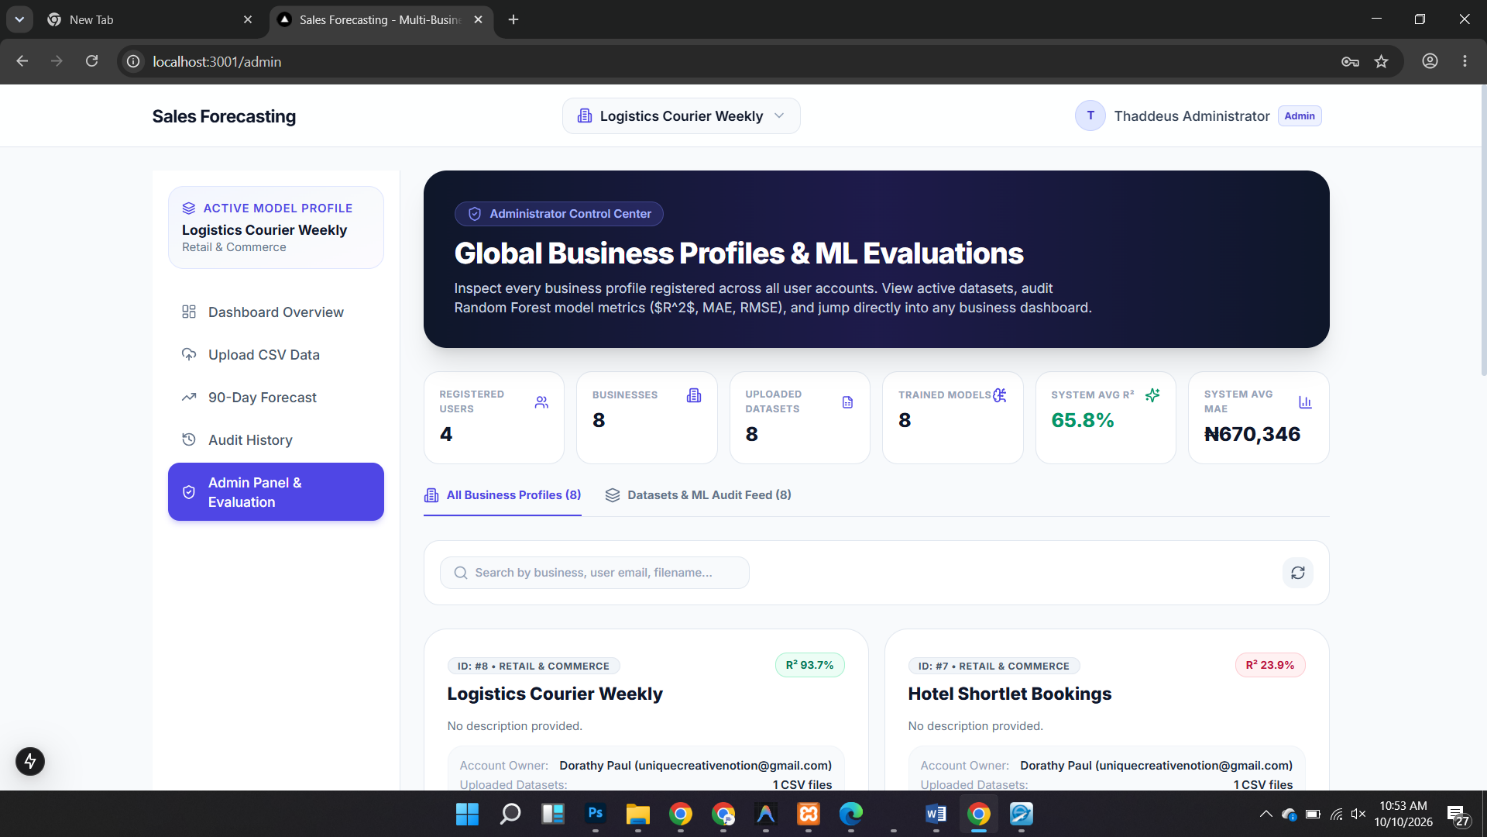 New Tab
Sales Forecasting - Multi-Busin
localhost:3001/admin
Sales Forecasting
Logistics Courier Weekly
T
Thaddeus Administrator
Admin
ACTIVE MODEL PROFILE
Logistics Courier Weekly
Retail & Commerce
Dashboard Overview
Upload CSV Data
90-Day Forecast
Audit History
Admin Panel &
Evaluation
Administrator Control Center
Global Business Profiles & ML Evaluations
Inspect every business profile registered across all user accounts. View active datasets, audit
Random Forest model metrics ($R^2$, MAE, RMSE), and jump directly into any business dashboard.
REGISTERED
USERS
4
BUSINESSES
8
UPLOADED
DATASETS
8
TRAINED MODELS
8
SYSTEM AVG R²
65.8%
SYSTEM AVG
MAE
₦670,346
All Business Profiles (8)
Datasets & ML Audit Feed (8)
Search by business, user email, filename...
ID: #8 • RETAIL & COMMERCE
R² 93.7%
Logistics Courier Weekly
No description provided.
Account Owner: Dorathy Paul (uniquecreativenotion@gmail.com)
Uploaded Datasets: 1 CSV files
ID: #7 • RETAIL & COMMERCE
R² 23.9%
Hotel Shortlet Bookings
No description provided.
Account Owner: Dorathy Paul (uniquecreativenotion@gmail.com)
Uploaded Datasets: 1 CSV files
Ps
10:53 AM
10/10/2026
27